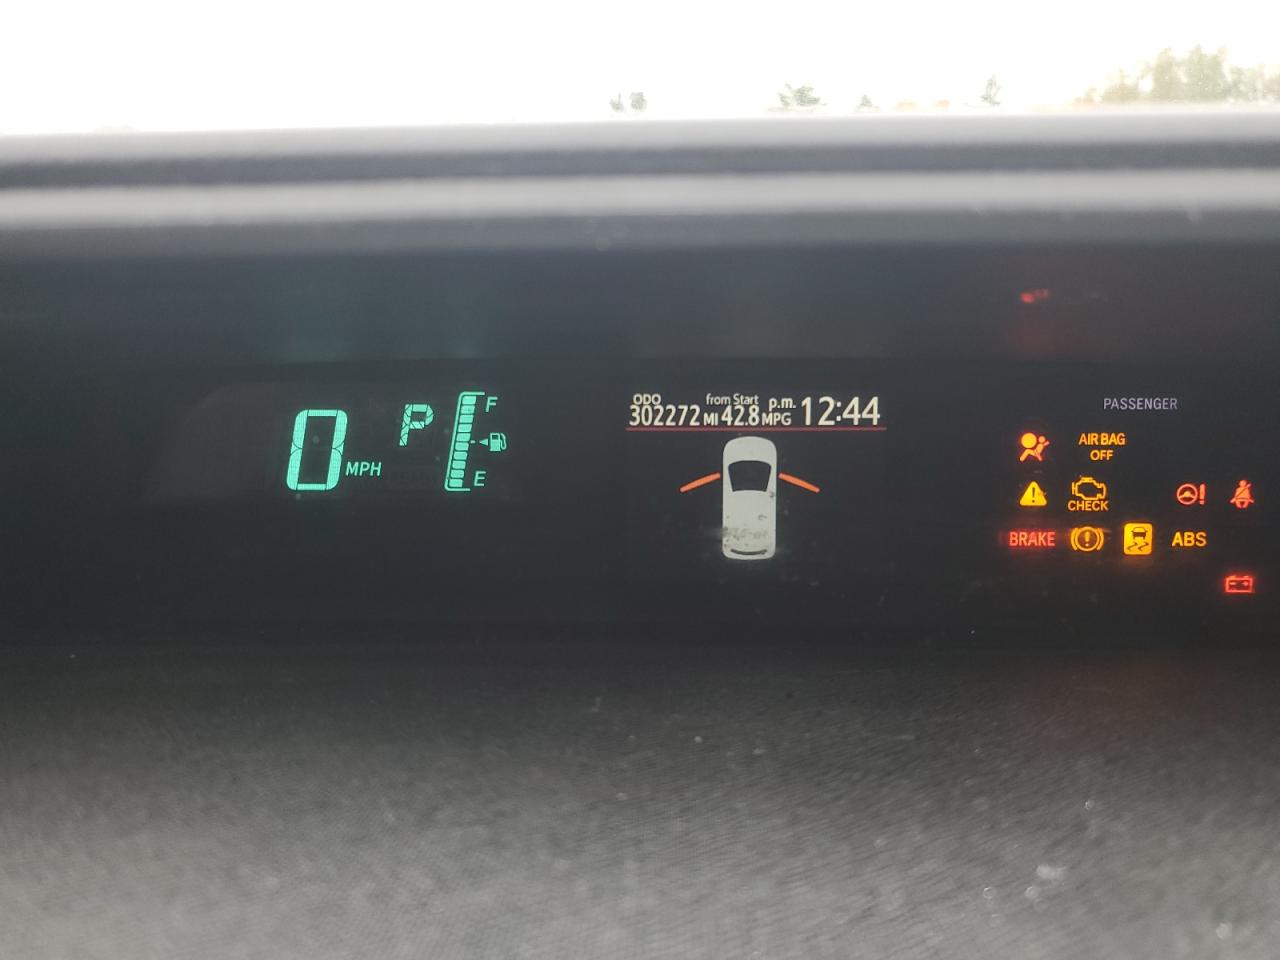 0 MPH P F
E
ODO from Start p.m. 12:44
302272 MI 42.8 MPG
PASSENGER
AIR BAG
OFF
CHECK
BRAKE ABS